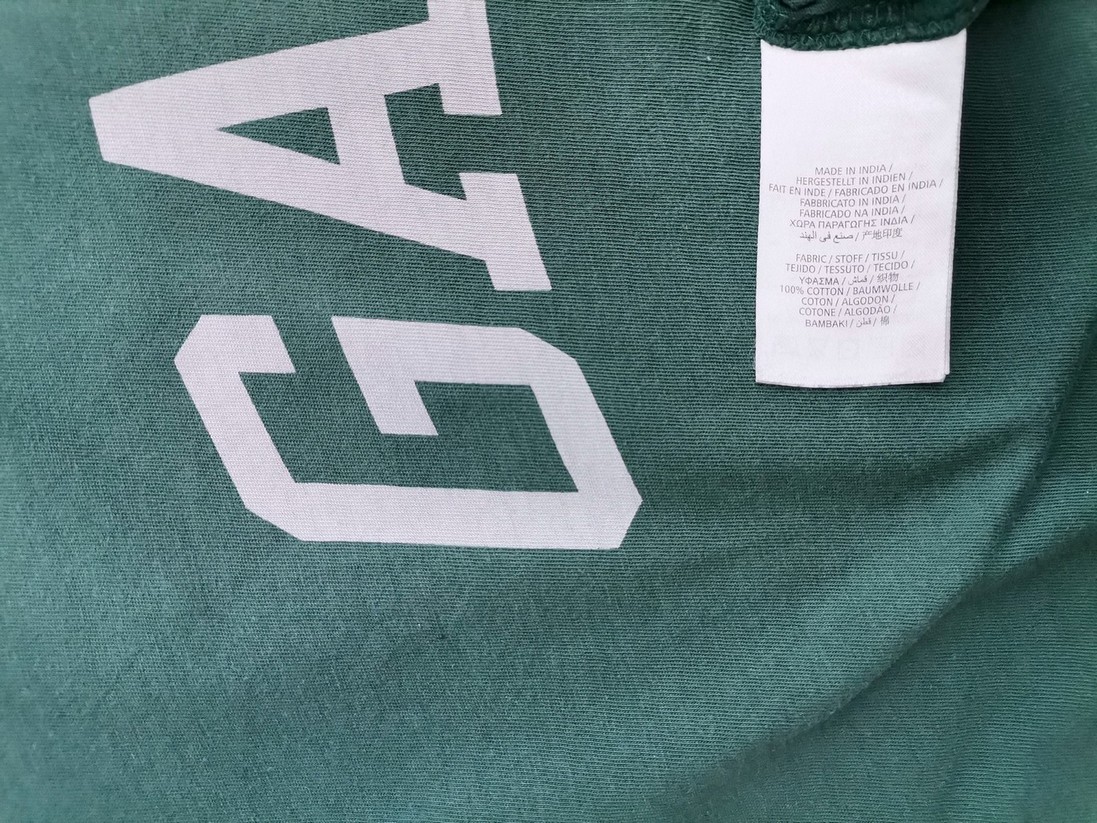 GA
MADE IN INDIA /
HERGESTELLT IN INDIEN /
FAIT EN INDE / FABRICADO EN INDIA /
FABBRICATO IN INDIA /
FABRICADO NA INDIA /
ΧΩΡΑ ΠΑΡΑΓΩΓΗΣ ΙΝΔΙΑ /
صنع في الهند / 产地印度
FABRIC / STOFF / TISSU /
TEJIDO / TESSUTO / TECIDO /
ΥΦΑΣΜΑ / قماش / 织物
100% COTTON / BAUMWOLLE /
COTON / ALGODON /
COTONE / ALGODÃO /
BAMBAKI / قطن / 棉